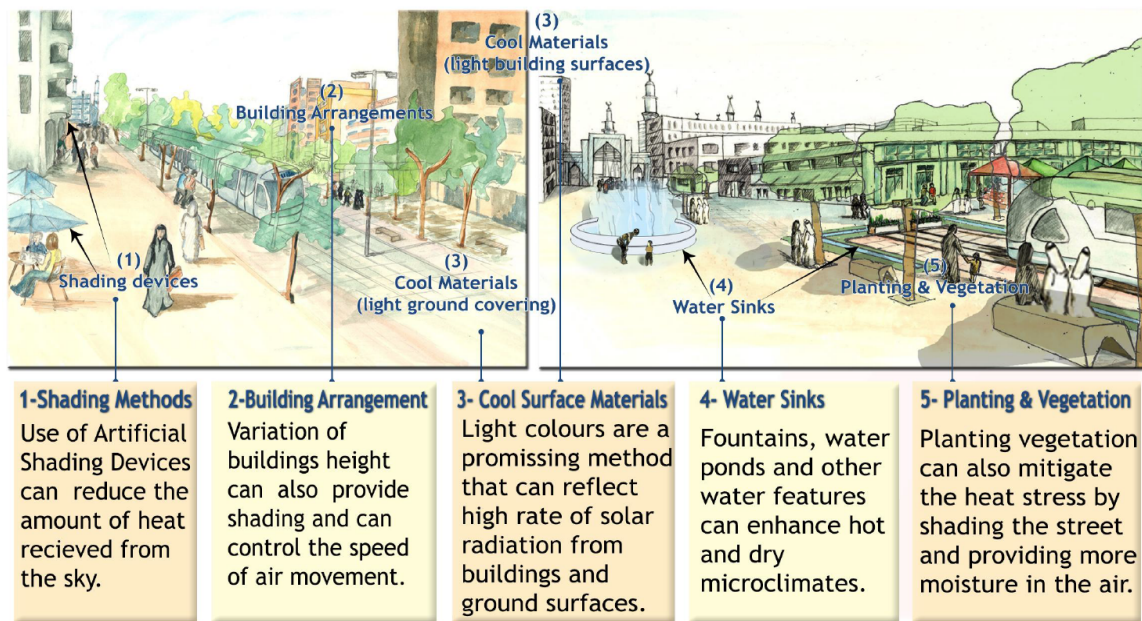 (3)
Cool Materials
(light building surfaces)
(2)
Building Arrangements
(1)
Shading devices
(3)
Cool Materials
(light ground covering)
(4)
Water Sinks
(5)
Planting & Vegetation
1-Shading Methods
Use of Artificial
Shading Devices
can reduce the
amount of heat
recieved from
the sky.
2-Building Arrangement
Variation of
buildings height
can also provide
shading and can
control the speed
of air movement.
3- Cool Surface Materials
Light colours are a
promissing method
that can reflect
high rate of solar
radiation from
buildings and
ground surfaces.
4- Water Sinks
Fountains, water
ponds and other
water features
can enhance hot
and dry
microclimates.
5- Planting & Vegetation
Planting vegetation
can also mitigate
the heat stress by
shading the street
and providing more
moisture in the air.